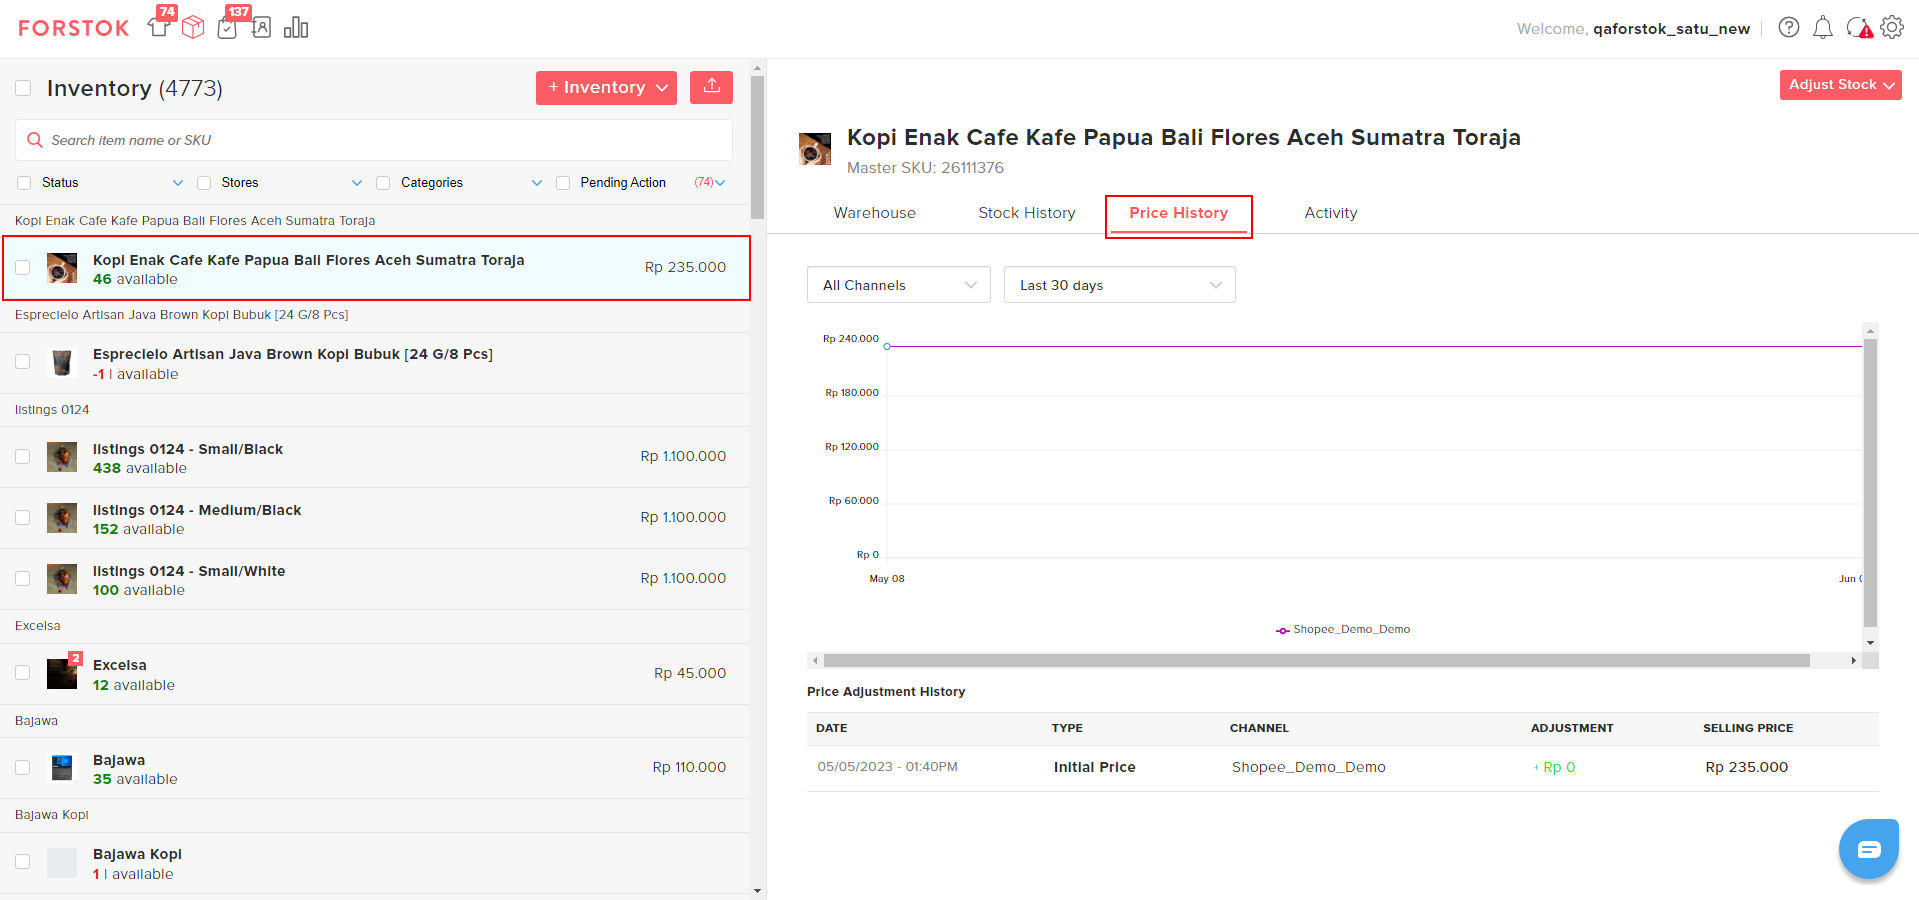 FORSTOK
74
137
Welcome, qaforstok_satu_new
Inventory (4773)
+ Inventory
Search item name or SKU
Status
Stores
Categories
Pending Action (74)
Kopi Enak Cafe Kafe Papua Bali Flores Aceh Sumatra Toraja
Kopi Enak Cafe Kafe Papua Bali Flores Aceh Sumatra Toraja
46 available
Rp 235.000
Esprecielo Artisan Java Brown Kopi Bubuk [24 G/8 Pcs]
Esprecielo Artisan Java Brown Kopi Bubuk [24 G/8 Pcs]
-1 | available
listings 0124
listings 0124 - Small/Black
438 available
Rp 1.100.000
listings 0124 - Medium/Black
152 available
Rp 1.100.000
listings 0124 - Small/White
100 available
Rp 1.100.000
Excelsa
2
Excelsa
12 available
Rp 45.000
Bajawa
Bajawa
35 available
Rp 110.000
Bajawa Kopi
Bajawa Kopi
1 | available
Adjust Stock
Kopi Enak Cafe Kafe Papua Bali Flores Aceh Sumatra Toraja
Master SKU: 26111376
Warehouse
Stock History
Price History
Activity
All Channels
Last 30 days
Rp 240.000
Rp 180.000
Rp 120.000
Rp 60.000
Rp 0
May 08
Jun
Shopee_Demo_Demo
Price Adjustment History
DATE TYPE CHANNEL ADJUSTMENT SELLING PRICE
05/05/2023 - 01:40PM Initial Price Shopee_Demo_Demo + Rp 0 Rp 235.000